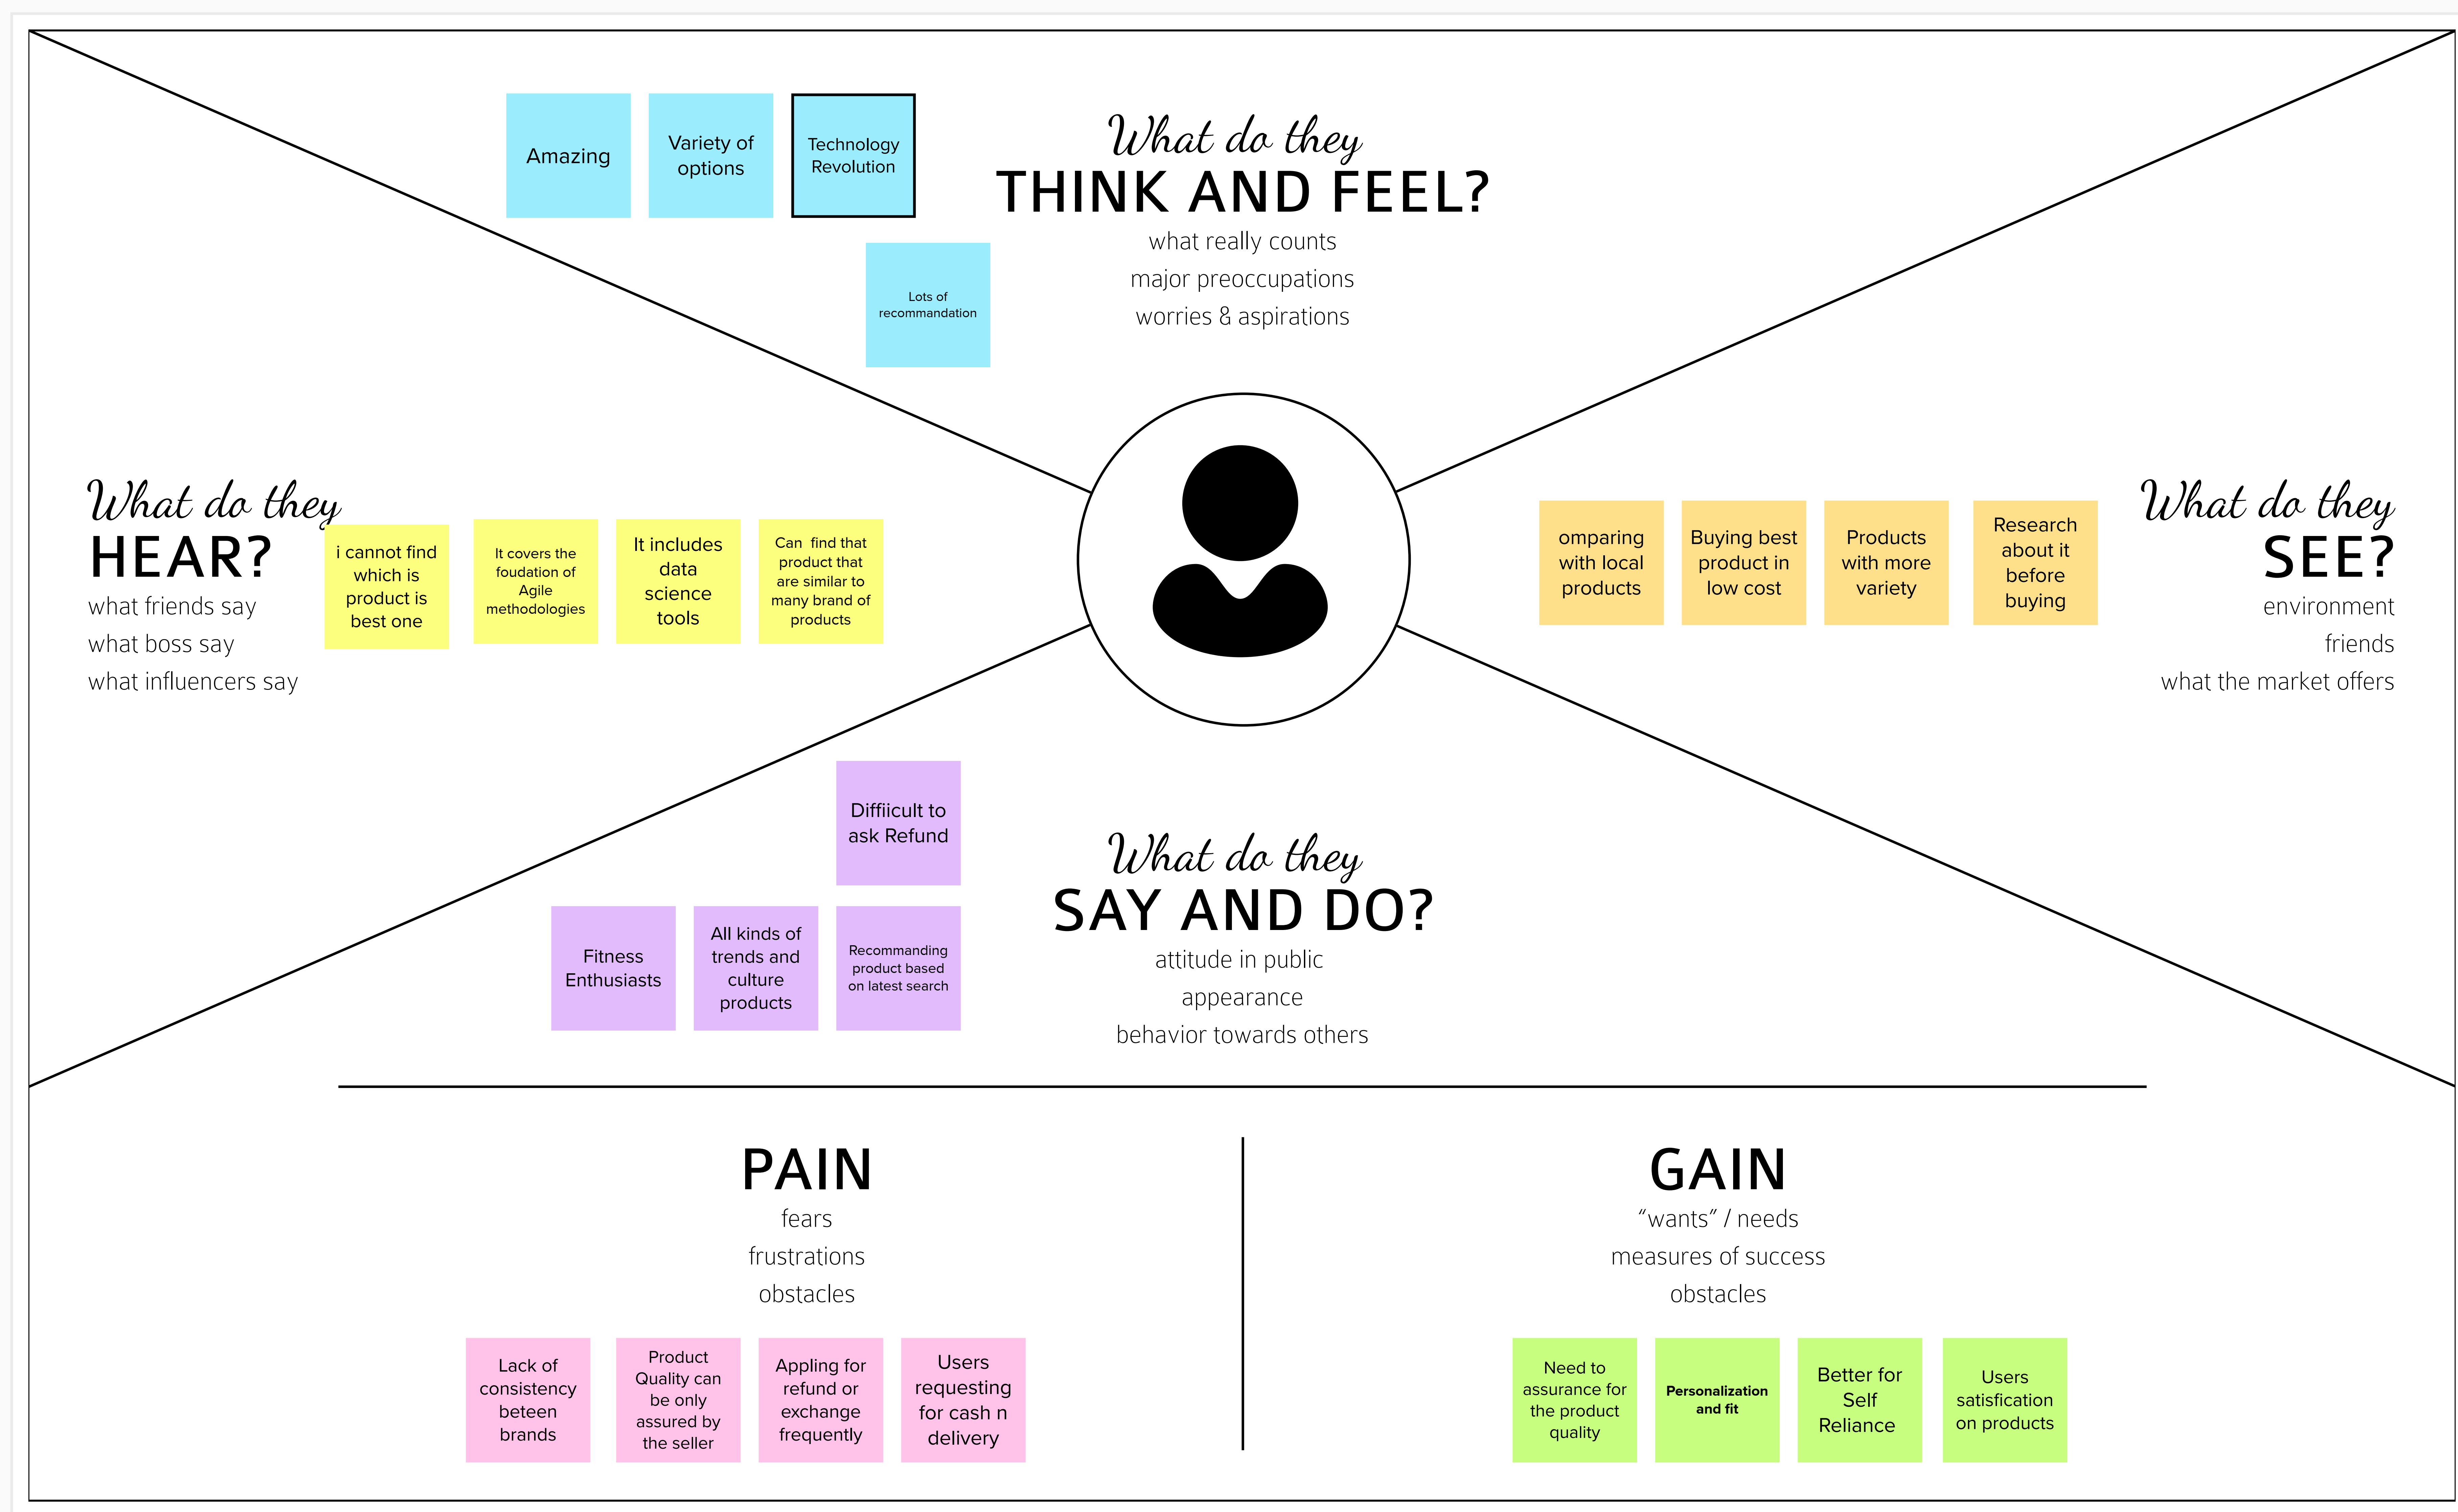 Amazing
Variety of
options
Technology
Revolution
Lots of
recommandation
What do they
THINK AND FEEL?
what really counts
major preoccupations
worries & aspirations
What do they
HEAR?
what friends say
what boss say
what influencers say
i cannot find
which is
product is
best one
It covers the
foudation of
Agile
methodologies
It includes
data
science
tools
Can find that
product that
are similar to
many brand of
products
omparing
with local
products
Buying best
product in
low cost
Products
with more
variety
Research
about it
before
buying
What do they
SEE?
environment
friends
what the market offers
Diffiicult to
ask Refund
Fitness
Enthusiasts
All kinds of
trends and
culture
products
Recommanding
product based
on latest search
What do they
SAY AND DO?
attitude in public
appearance
behavior towards others
PAIN
fears
frustrations
obstacles
Lack of
consistency
beteen
brands
Product
Quality can
be only
assured by
the seller
Appling for
refund or
exchange
frequently
Users
requesting
for cash n
delivery
GAIN
“wants” / needs
measures of success
obstacles
Need to
assurance for
the product
quality
Personalization
and fit
Better for
Self
Reliance
Users
satisfication
on products